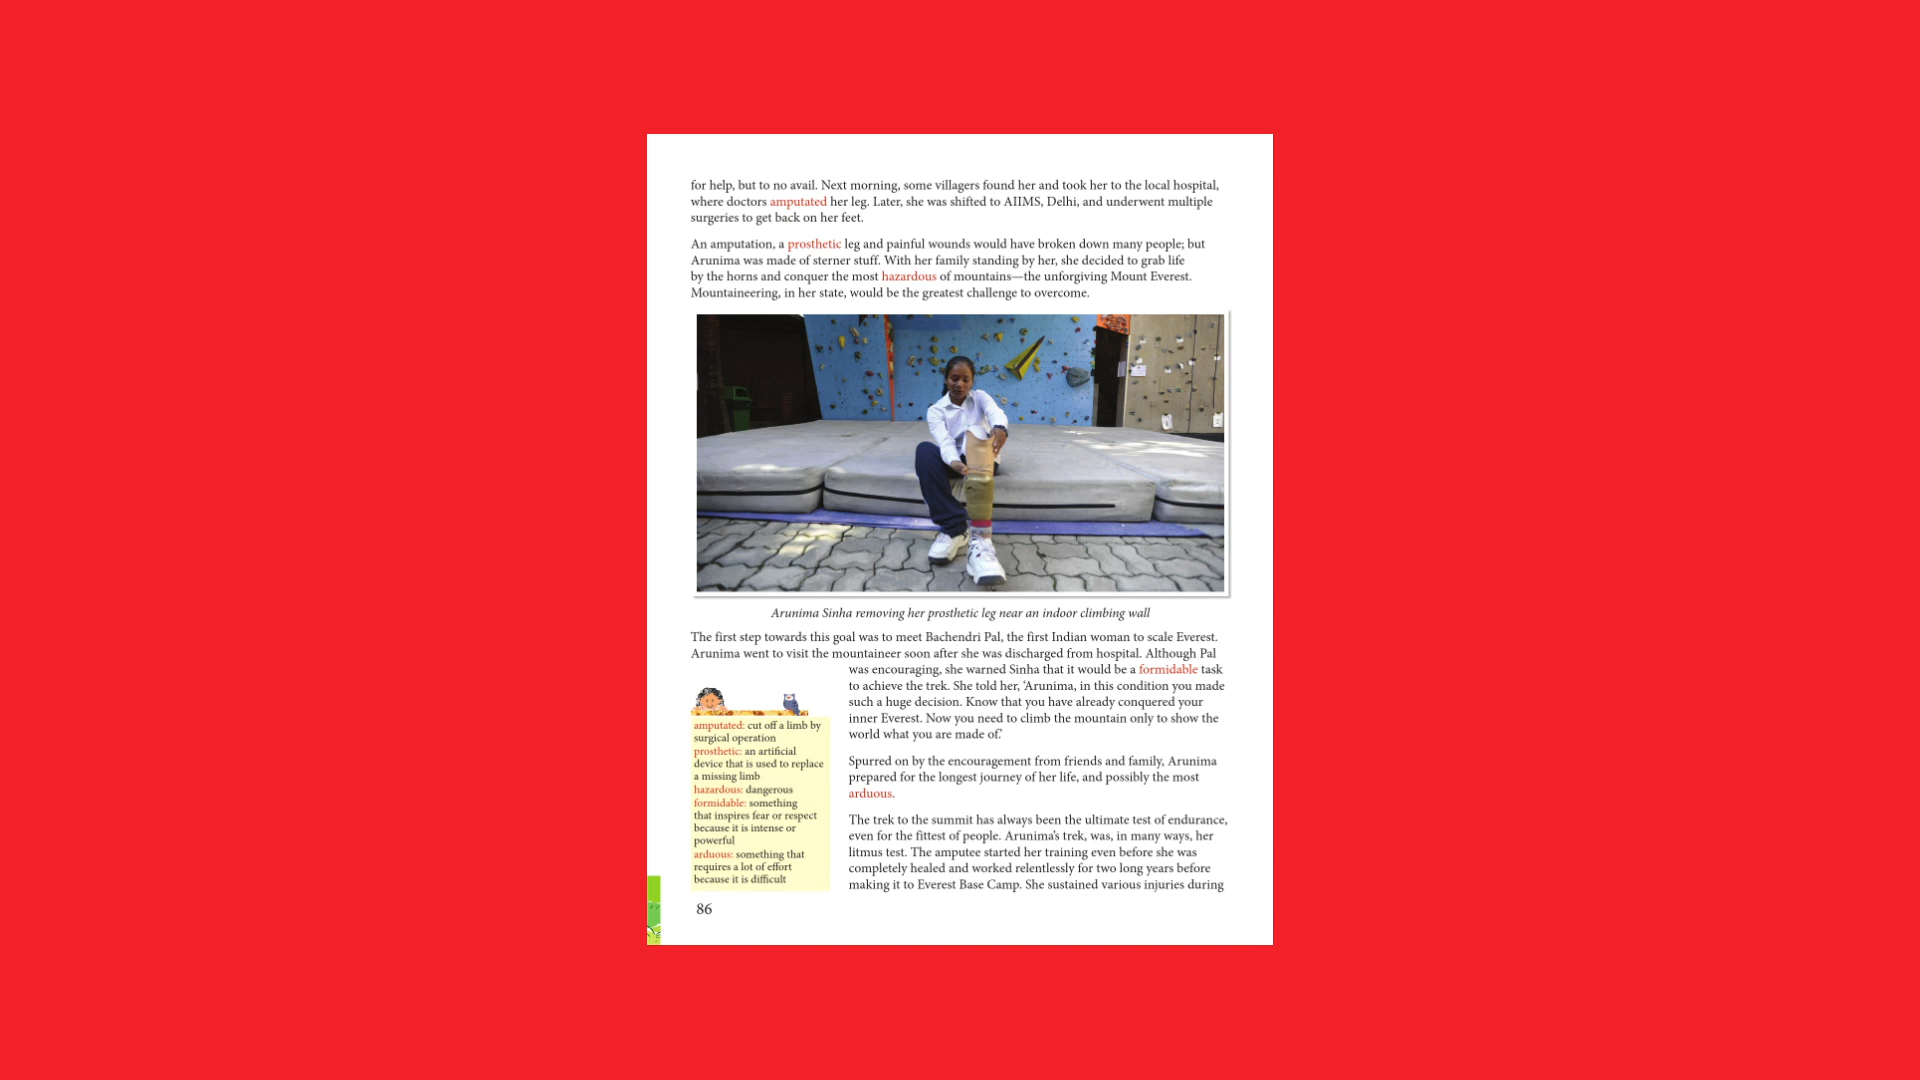 for help, but to no avail. Next morning, some villagers found her and took her to the local hospital,
where doctors amputated her leg. Later, she was shifted to AIIMS, Delhi, and underwent multiple
surgeries to get back on her feet.
An amputation, a prosthetic leg and painful wounds would have broken down many people; but
Arunima was made of sterner stuff. With her family standing by her, she decided to grab life
by the horns and conquer the most hazardous of mountains—the unforgiving Mount Everest.
Mountaineering, in her state, would be the greatest challenge to overcome.
Arunima Sinha removing her prosthetic leg near an indoor climbing wall
The first step towards this goal was to meet Bachendri Pal, the first Indian woman to scale Everest.
Arunima went to visit the mountaineer soon after she was discharged from hospital. Although Pal
was encouraging, she warned Sinha that it would be a formidable task
to achieve the trek. She told her, ‘Arunima, in this condition you made
such a huge decision. Know that you have already conquered your
inner Everest. Now you need to climb the mountain only to show the
world what you are made of.’
Spurred on by the encouragement from friends and family, Arunima
prepared for the longest journey of her life, and possibly the most
arduous.
The trek to the summit has always been the ultimate test of endurance,
even for the fittest of people. Arunima’s trek, was, in many ways, her
litmus test. The amputee started her training even before she was
completely healed and worked relentlessly for two long years before
making it to Everest Base Camp. She sustained various injuries during
amputated: cut off a limb by
surgical operation
prosthetic: an artificial
device that is used to replace
a missing limb
hazardous: dangerous
formidable: something
that inspires fear or respect
because it is intense or
powerful
arduous: something that
requires a lot of effort
because it is difficult
86